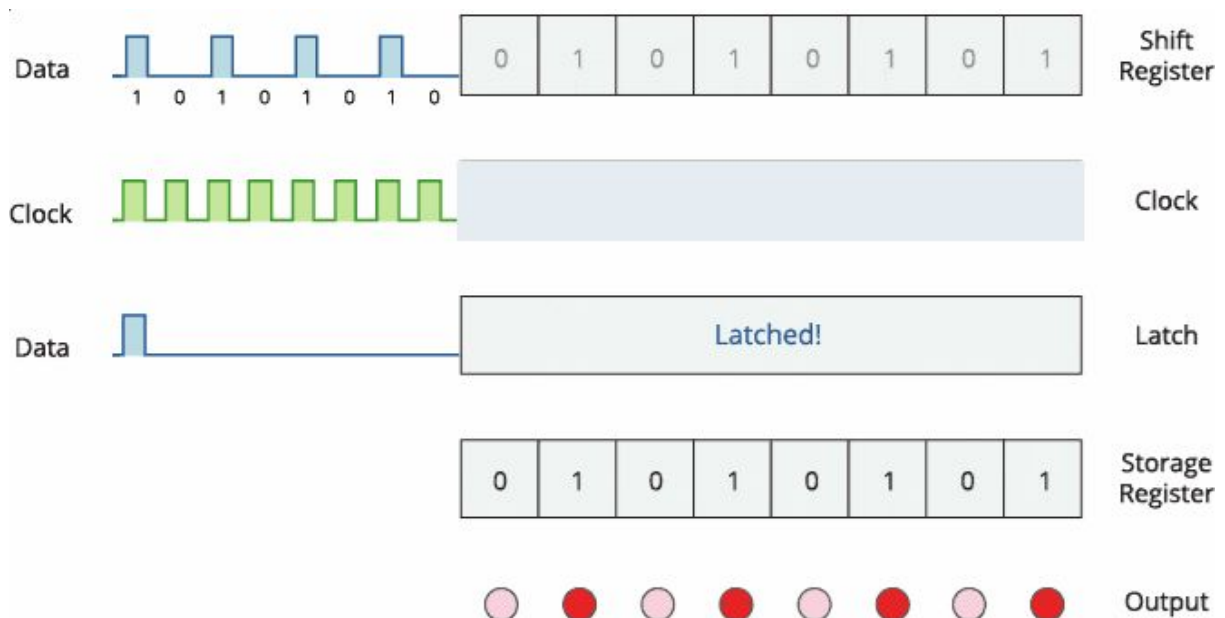 Data
1 0 1 0 1 0 1 0
0 1 0 1 0 1 0 1
Shift
Register
Clock
Clock
Data
Latched!
Latch
0 1 0 1 0 1 0 1
Storage
Register
Output